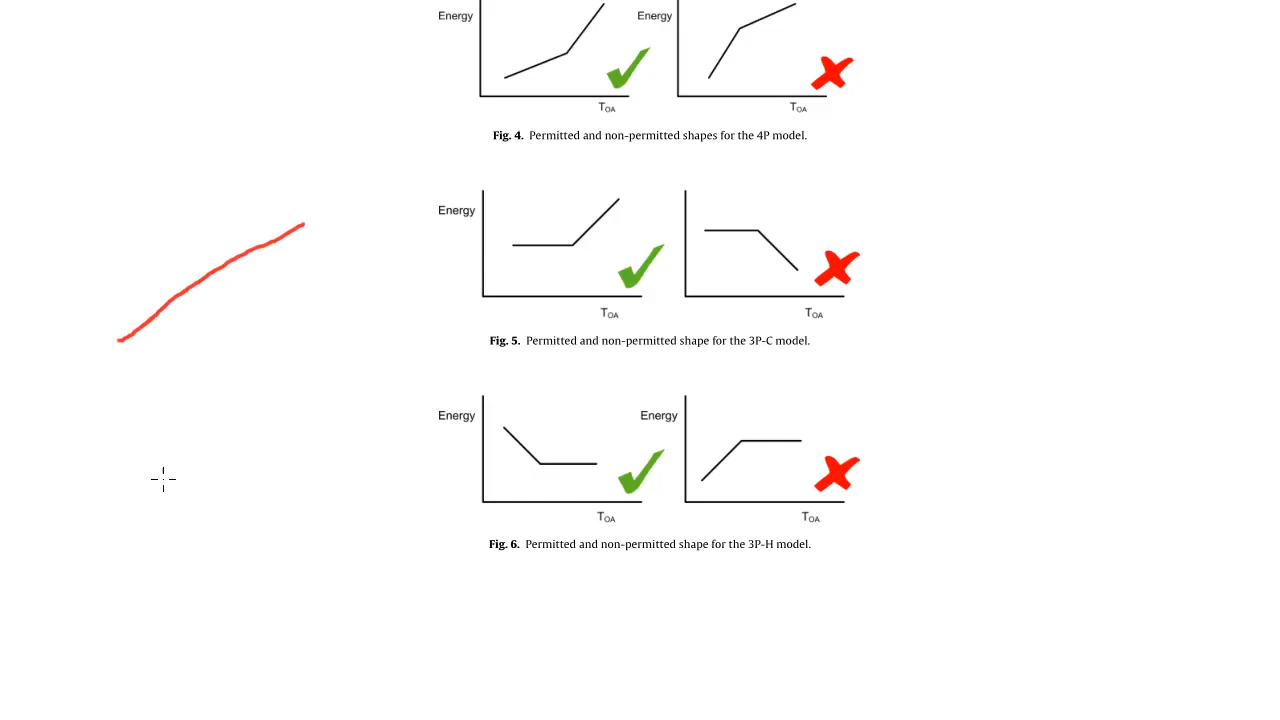 Energy
Energy
TOA
TOA
Fig. 4. Permitted and non-permitted shapes for the 4P model.
Energy
TOA
TOA
Fig. 5. Permitted and non-permitted shape for the 3P-C model.
Energy
Energy
TOA
TOA
Fig. 6. Permitted and non-permitted shape for the 3P-H model.